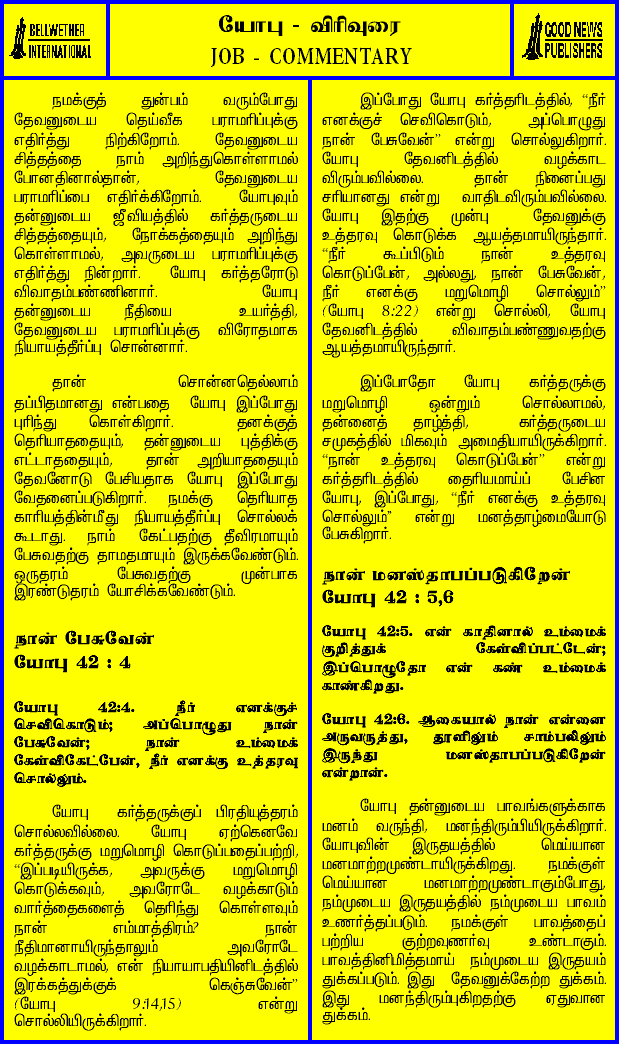 BELLWETHER
INTERNATIONAL
யோபு - விரிவுரை
JOB - COMMENTARY
GOOD NEWS
PUBLISHERS
நமக்குத் துன்பம் வரும்போது
தேவனுடைய தெய்வீக பராமரிப்புக்கு
எதிர்த்து நிற்கிறோம். தேவனுடைய
சித்தத்தை நாம் அறிந்துகொள்ளாமல்
போனதினால்தான், தேவனுடைய
பராமரிப்பை எதிர்க்கிறோம். யோபுவும்
தன்னுடைய ஜீவியத்தில் கர்த்தருடைய
சித்தத்தையும், நோக்கத்தையும் அறிந்து
கொள்ளாமல், அவருடைய பராமரிப்புக்கு
எதிர்த்து நின்றார். யோபு கர்த்தரோடு
விவாதம்பண்ணினார். யோபு
தன்னுடைய நீதியை உயர்த்தி,
தேவனுடைய பராமரிப்புக்கு விரோதமாக
நியாயத்தீர்ப்பு சொன்னார்.
தான் சொன்னதெல்லாம்
தப்பிதமானது என்பதை யோபு இப்போது
புரிந்து கொள்கிறார். தனக்குத்
தெரியாததையும், தன்னுடைய புத்திக்கு
எட்டாததையும், தான் அறியாததையும்
தேவனோடு பேசியதாக யோபு இப்போது
வேதனைப்படுகிறார். நமக்கு தெரியாத
காரியத்தின்மீது நியாயத்தீர்ப்பு சொல்லக்
கூடாது. நாம் கேட்பதற்கு தீவிரமாயும்
பேசுவதற்கு தாமதமாயும் இருக்கவேண்டும்.
ஒருதரம் பேசுவதற்கு முன்பாக
இரண்டுதரம் யோசிக்கவேண்டும்.
நான் பேசுவேன்
யோபு 42 : 4
யோபு 42:4. நீர் எனக்குச்
செவிகொடும்; அப்பொழுது நான்
பேசுவேன்; நான் உம்மைக்
கேள்விகேட்பேன், நீர் எனக்கு உத்தரவு
சொல்லும்.
யோபு கர்த்தருக்குப் பிரதியுத்தரம்
சொல்லவில்லை. யோபு ஏற்கெனவே
கர்த்தருக்கு மறுமொழி கொடுப்பதைப்பற்றி,
“இப்படியிருக்க, அவருக்கு மறுமொழி
கொடுக்கவும், அவரோடே வழக்காடும்
வார்த்தைகளைத் தெரிந்து கொள்ளவும்
நான் எம்மாத்திரம்? நான்
நீதிமானாயிருந்தாலும் அவரோடே
வழக்காடாமல், என் நியாயாபதியினிடத்தில்
இரக்கத்துக்குக் கெஞ்சுவேன்”
(யோபு 9:14,15) என்று
சொல்லியிருக்கிறார்.
இப்போது யோபு கர்த்தரிடத்தில், “நீர்
எனக்குச் செவிகொடும், அப்பொழுது
நான் பேசுவேன்” என்று சொல்லுகிறார்.
யோபு தேவனிடத்தில் வழக்காட
விரும்பவில்லை. தான் நினைப்பது
சரியானது என்று வாதிடவிரும்பவில்லை.
யோபு இதற்கு முன்பு தேவனுக்கு
உத்தரவு கொடுக்க ஆயத்தமாயிருந்தார்.
“நீர் கூப்பிடும் நான் உத்தரவு
கொடுப்பேன், அல்லது, நான் பேசுவேன்,
நீர் எனக்கு மறுமொழி சொல்லும்”
(யோபு 8:22) என்று சொல்லி, யோபு
தேவனிடத்தில் விவாதம்பண்ணுவதற்கு
ஆயத்தமாயிருந்தார்.
இப்போதோ யோபு கர்த்தருக்கு
மறுமொழி ஒன்றும் சொல்லாமல்,
தன்னைத் தாழ்த்தி, கர்த்தருடைய
சமுகத்தில் மிகவும் அமைதியாயிருக்கிறார்.
“நான் உத்தரவு கொடுப்பேன்” என்று
கர்த்தரிடத்தில் தைரியமாய்ப் பேசின
யோபு, இப்போது, “நீர் எனக்கு உத்தரவு
சொல்லும்” என்று மனத்தாழ்மையோடு
பேசுகிறார்.
நான் மனஸ்தாபப்படுகிறேன்
யோபு 42 : 5,6
யோபு 42:5. என் காதினால் உம்மைக்
குறித்துக் கேள்விப்பட்டேன்;
இப்பொழுதோ என் கண் உம்மைக்
காண்கிறது.
யோபு 42:6. ஆகையால் நான் என்னை
அருவருத்து, தூளிலும் சாம்பலிலும்
இருந்து மனஸ்தாபப்படுகிறேன்
என்றான்.
யோபு தன்னுடைய பாவங்களுக்காக
மனம் வருந்தி, மனந்திரும்பியிருக்கிறார்.
யோபுவின் இருதயத்தில் மெய்யான
மனமாற்றமுண்டாயிருக்கிறது. நமக்குள்
மெய்யான மனமாற்றமுண்டாகும்போது,
நம்முடைய இருதயத்தில் நம்முடைய பாவம்
உணர்த்தப்படும். நமக்குள் பாவத்தைப்
பற்றிய குற்றவுணர்வு உண்டாகும்.
பாவத்தினிமித்தமாய் நம்முடைய இருதயம்
துக்கப்படும். இது தேவனுக்கேற்ற துக்கம்.
இது மனந்திரும்புகிறதற்கு ஏதுவான
துக்கம்.